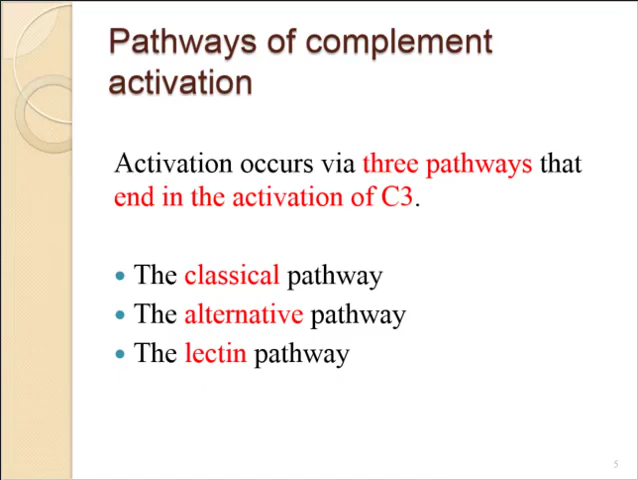 Pathways of complement
activation
Activation occurs via three pathways that
end in the activation of C3.
• The classical pathway
• The alternative pathway
• The lectin pathway
5